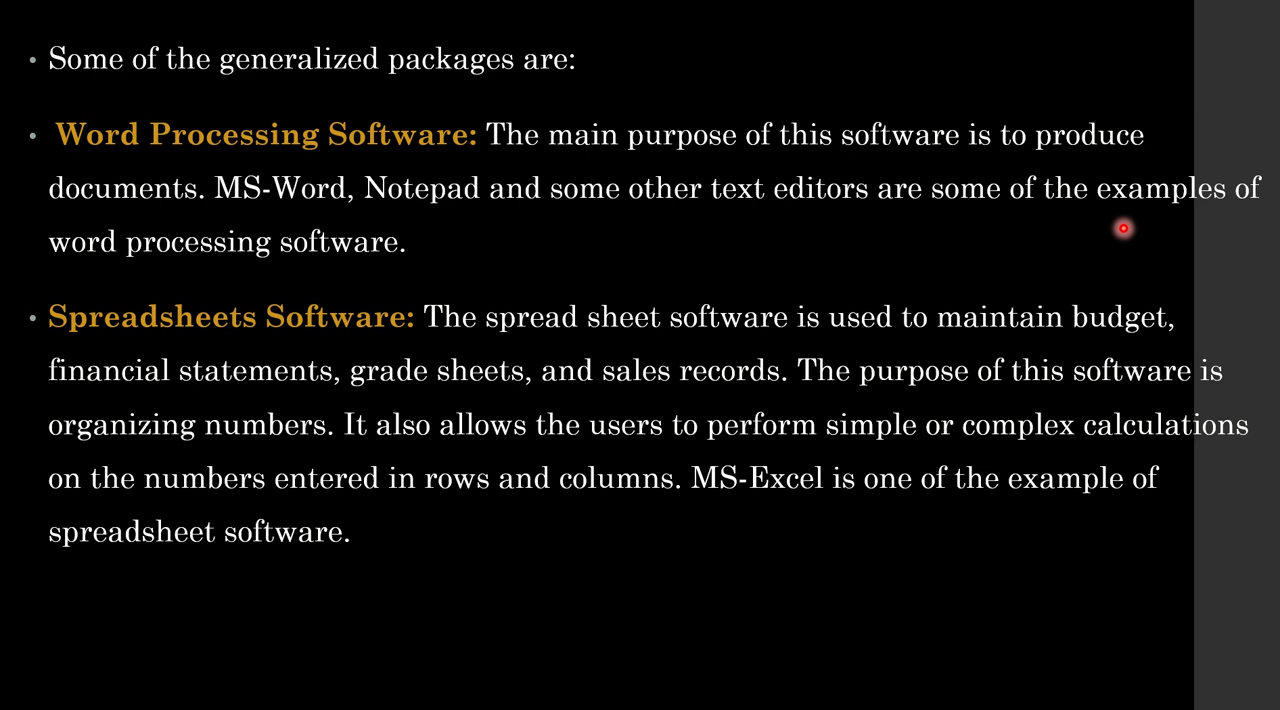 • Some of the generalized packages are:
• Word Processing Software: The main purpose of this software is to produce
documents. MS-Word, Notepad and some other text editors are some of the examples of
word processing software.
• Spreadsheets Software: The spread sheet software is used to maintain budget,
financial statements, grade sheets, and sales records. The purpose of this software is
organizing numbers. It also allows the users to perform simple or complex calculations
on the numbers entered in rows and columns. MS-Excel is one of the example of
spreadsheet software.